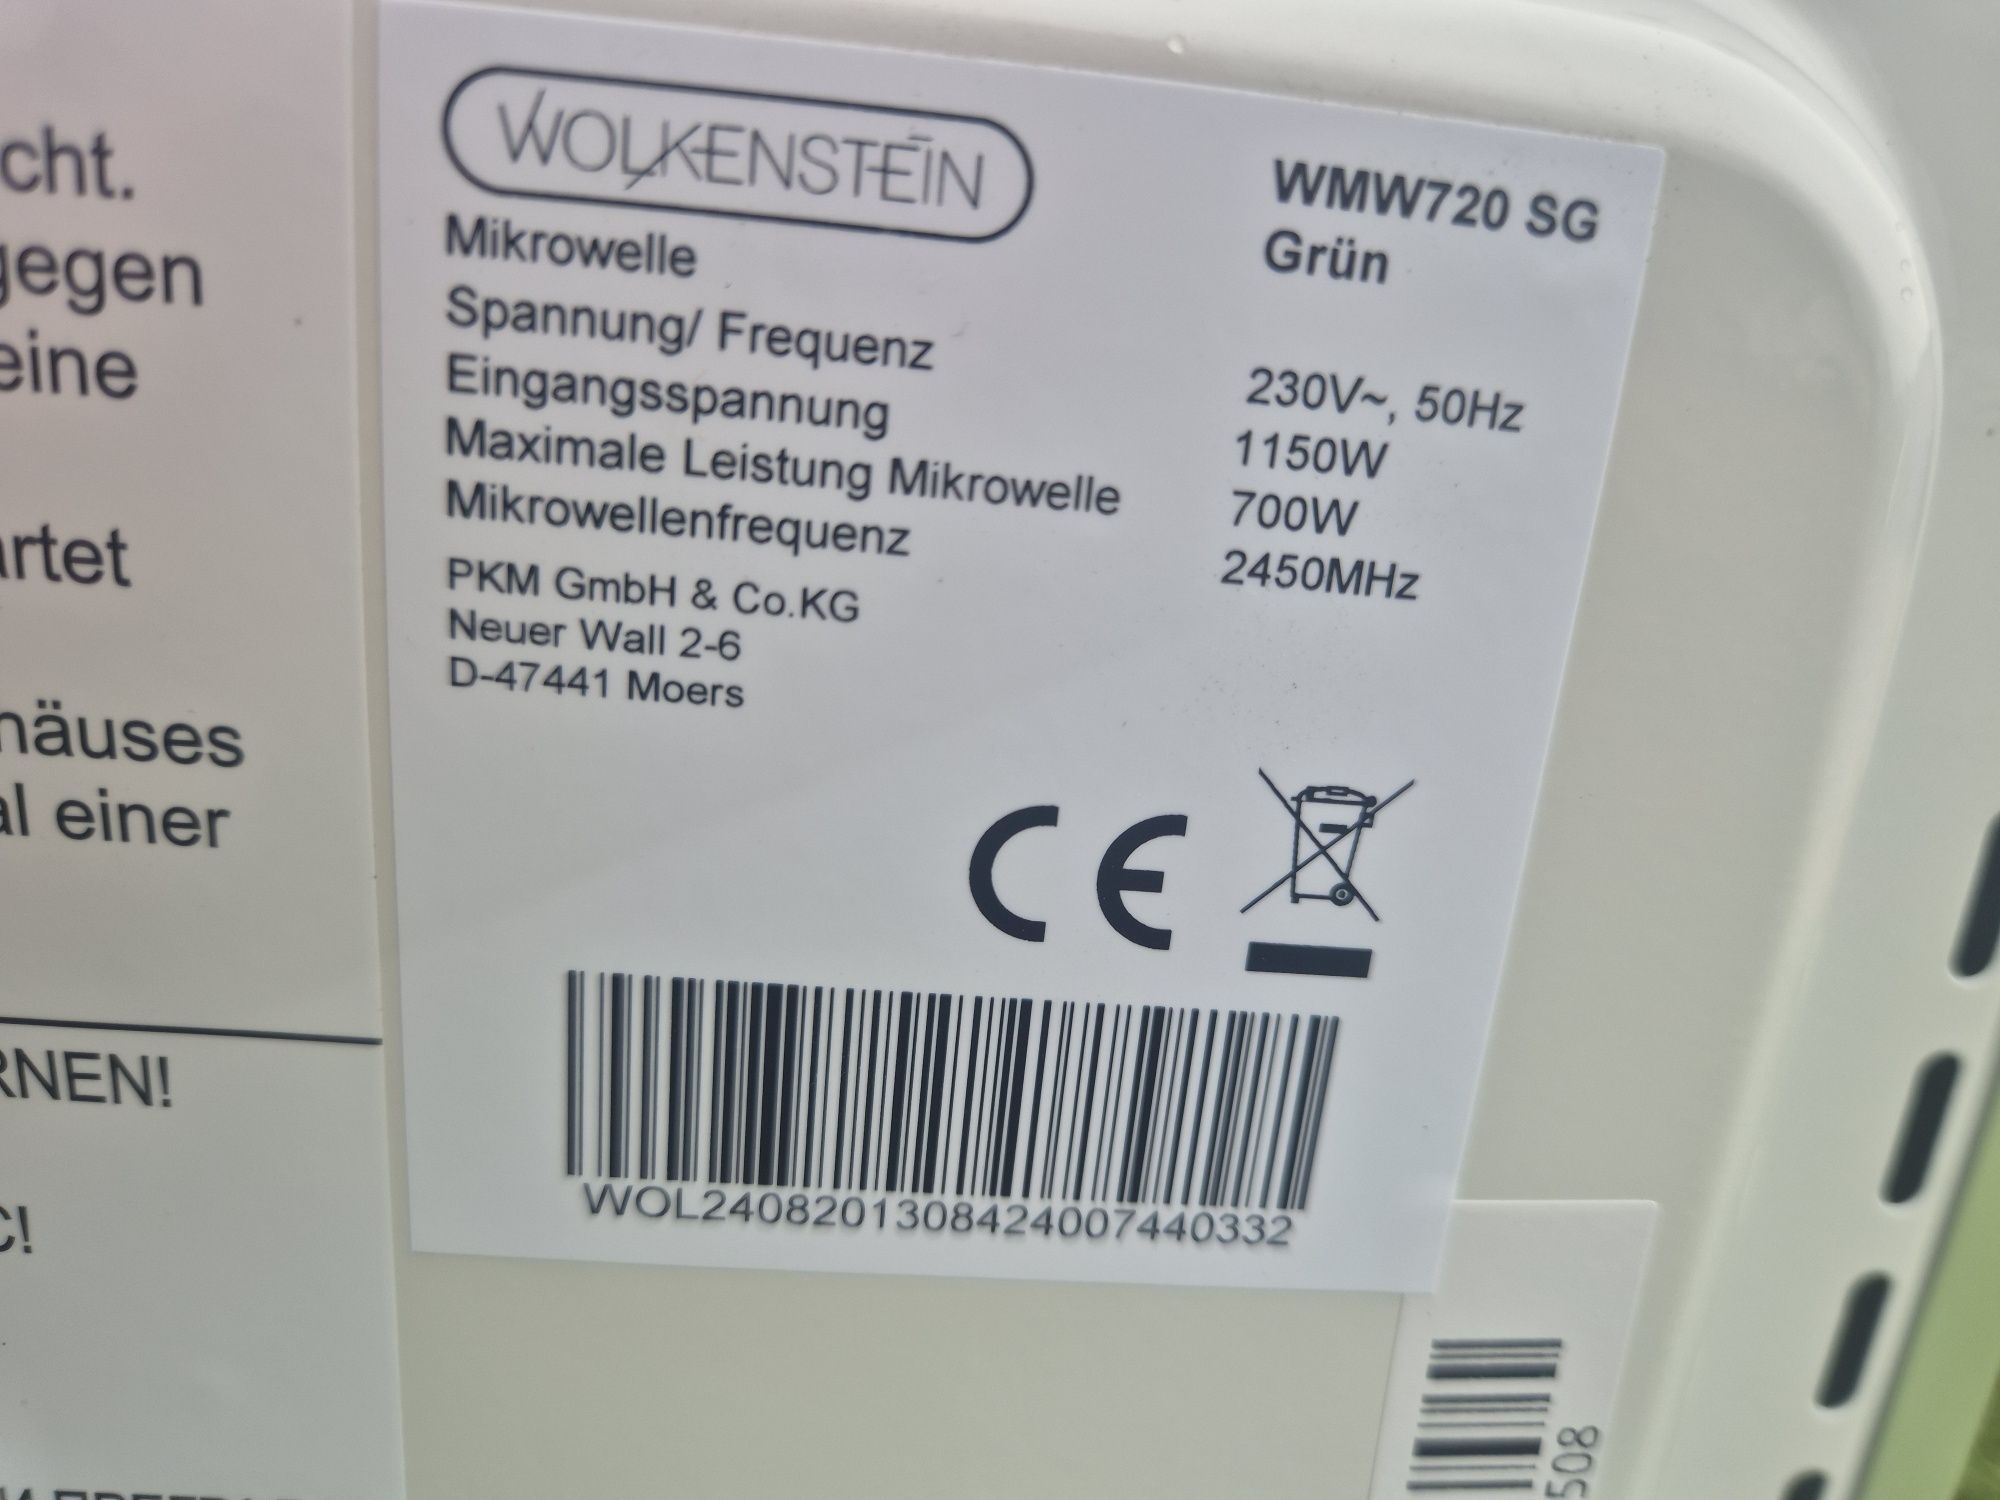 cht.
gegen
eine
artet
häuses
al einer
RNEN!
C!
WOLKENSTEIN
WMW720 SG
Grün
Mikrowelle
Spannung/ Frequenz 230V~, 50Hz
Eingangsspannung 1150W
Maximale Leistung Mikrowelle 700W
Mikrowellenfrequenz 2450MHz
PKM GmbH & Co.KG
Neuer Wall 2-6
D-47441 Moers
CE
WOL2408201308424007440332
508